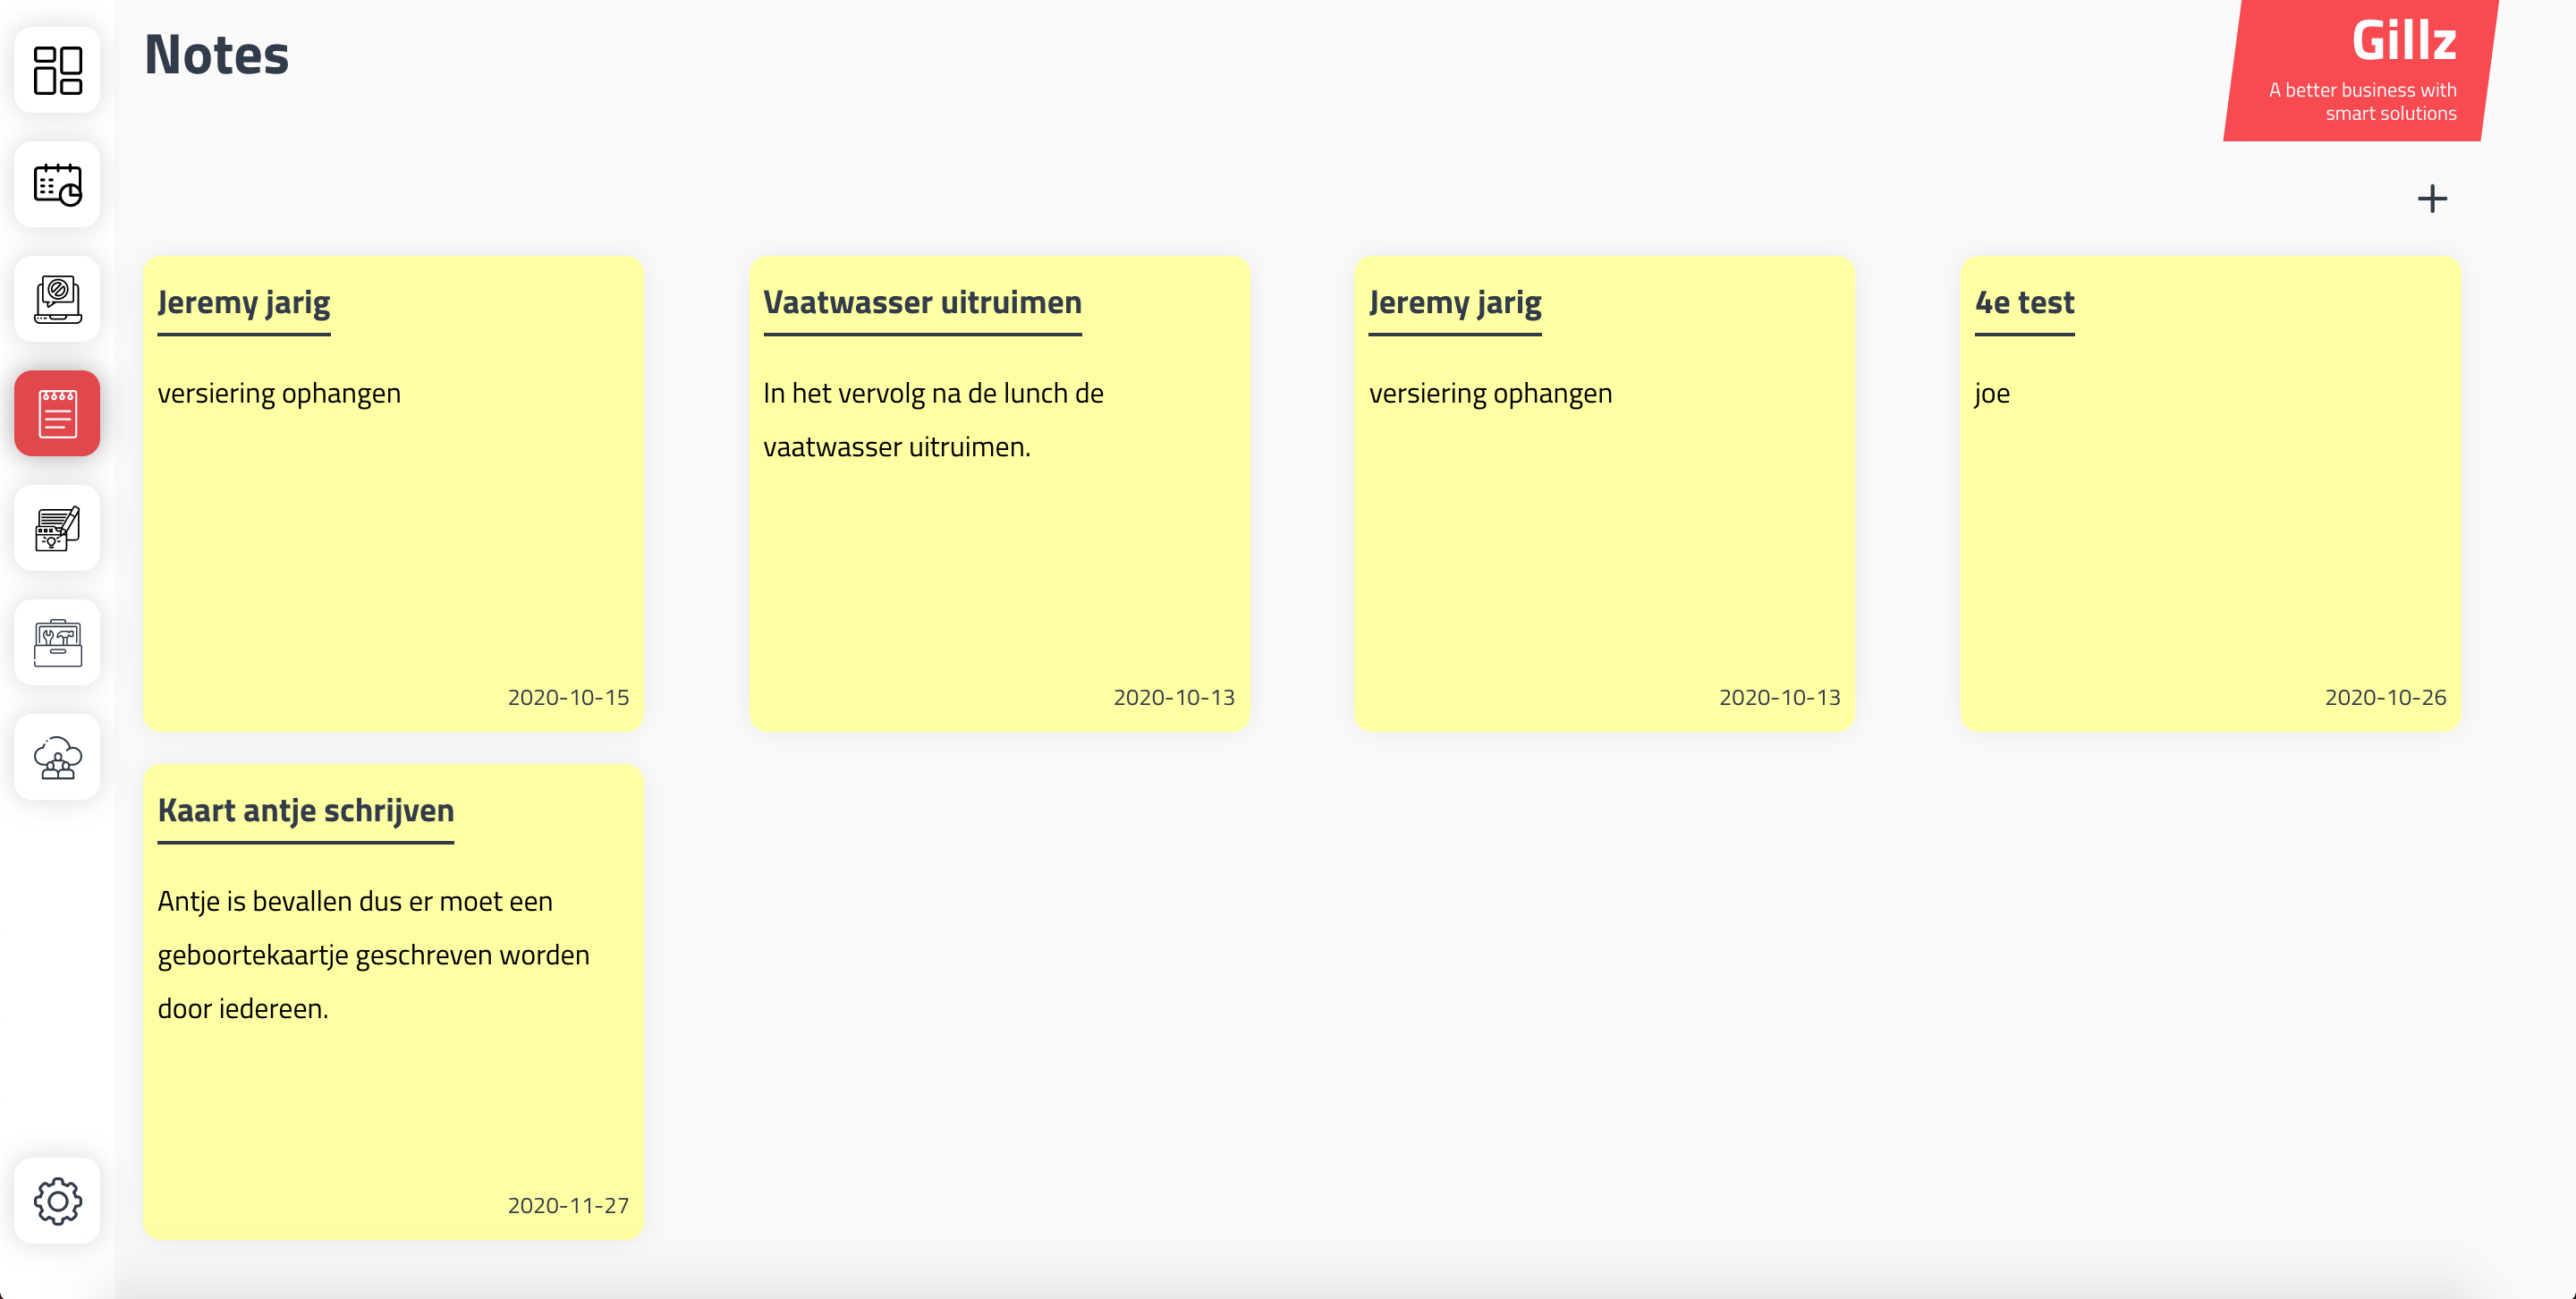 Notes
Gillz
A better business with
smart solutions
Jeremy jarig
versiering ophangen
2020-10-15
Vaatwasser uitruimen
In het vervolg na de lunch de
vaatwasser uitruimen.
2020-10-13
Jeremy jarig
versiering ophangen
2020-10-13
4e test
joe
2020-10-26
Kaart antje schrijven
Antje is bevallen dus er moet een
geboortekaartje geschreven worden
door iedereen.
2020-11-27